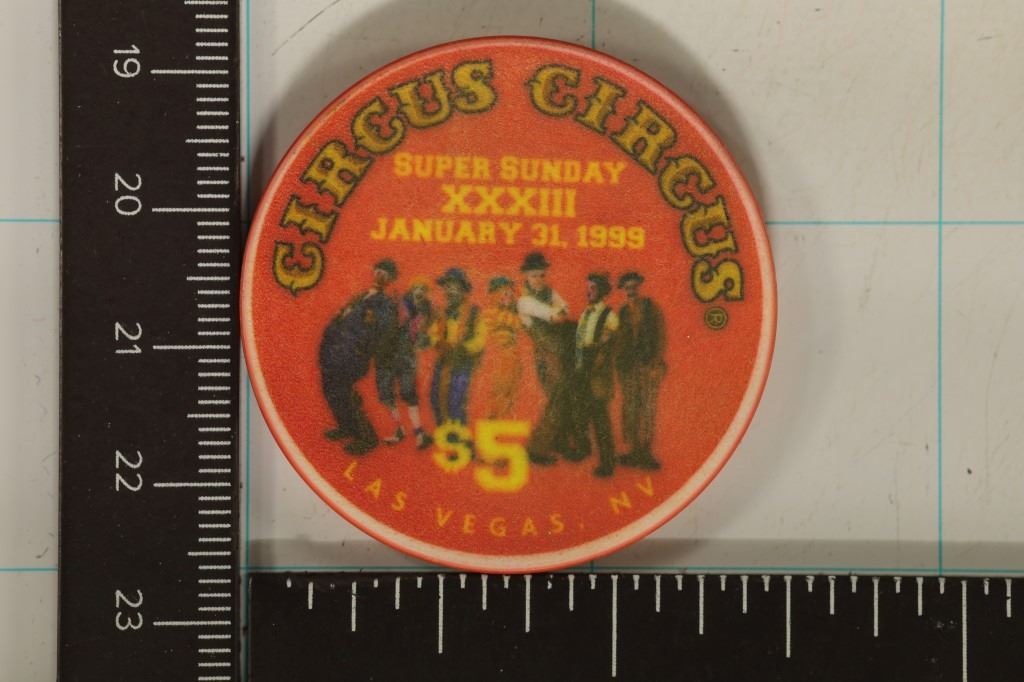 CIRCUS CIRCUS®
SUPER SUNDAY
XXXIII
JANUARY 31, 1999
$5
LAS VEGAS, NV
19
20
21
22
23